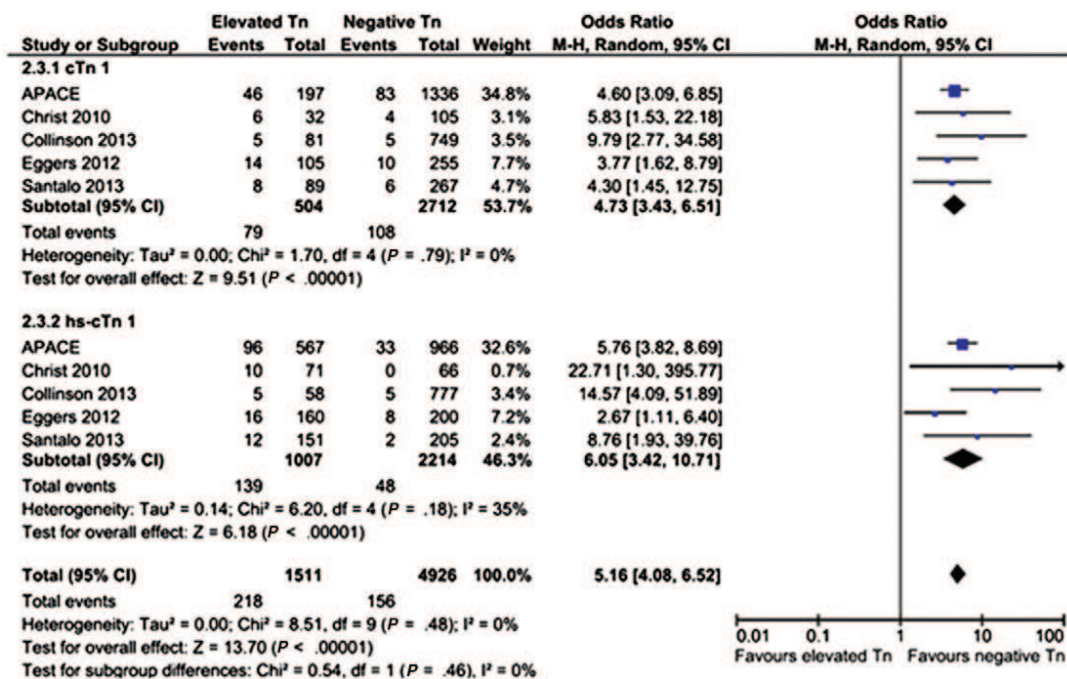 Elevated Tn Negative Tn Odds Ratio Odds Ratio
Study or Subgroup Events Total Events Total Weight M-H, Random, 95% CI M-H, Random, 95% CI
2.3.1 cTn 1
APACE 46 197 83 1336 34.8% 4.60 [3.09, 6.85]
Christ 2010 6 32 4 105 3.1% 5.83 [1.53, 22.18]
Collinson 2013 5 81 5 749 3.5% 9.79 [2.77, 34.58]
Eggers 2012 14 105 10 255 7.7% 3.77 [1.62, 8.79]
Santalo 2013 8 89 6 267 4.7% 4.30 [1.45, 12.75]
Subtotal (95% CI) 504 2712 53.7% 4.73 [3.43, 6.51]
Total events 79 108
Heterogeneity: Tau² = 0.00; Chi² = 1.70, df = 4 (P = .79); I² = 0%
Test for overall effect: Z = 9.51 (P < .00001)
2.3.2 hs-cTn 1
APACE 96 567 33 966 32.6% 5.76 [3.82, 8.69]
Christ 2010 10 71 0 66 0.7% 22.71 [1.30, 395.77]
Collinson 2013 5 58 5 777 3.4% 14.57 [4.09, 51.89]
Eggers 2012 16 160 8 200 7.2% 2.67 [1.11, 6.40]
Santalo 2013 12 151 2 205 2.4% 8.76 [1.93, 39.76]
Subtotal (95% CI) 1007 2214 46.3% 6.05 [3.42, 10.71]
Total events 139 48
Heterogeneity: Tau² = 0.14; Chi² = 6.20, df = 4 (P = .18); I² = 35%
Test for overall effect: Z = 6.18 (P < .00001)
Total (95% CI) 1511 4926 100.0% 5.16 [4.08, 6.52]
Total events 218 156
Heterogeneity: Tau² = 0.00; Chi² = 8.51, df = 9 (P = .48); I² = 0%
Test for overall effect: Z = 13.70 (P < .00001)
Test for subgroup differences: Chi² = 0.54, df = 1 (P = .46), I² = 0%
0.01 0.1 1 10 100
Favours elevated Tn Favours negative Tn